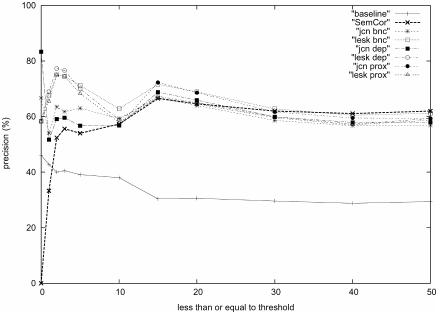 100
80
60
40
20
0
0
10
20
30
40
50
precision (%)
less than or equal to threshold
"baseline"
"SemCor"
"jcn bnc"
"lesk bnc"
"jcn dep"
"lesk dep"
"jcn prox"
"lesk prox"